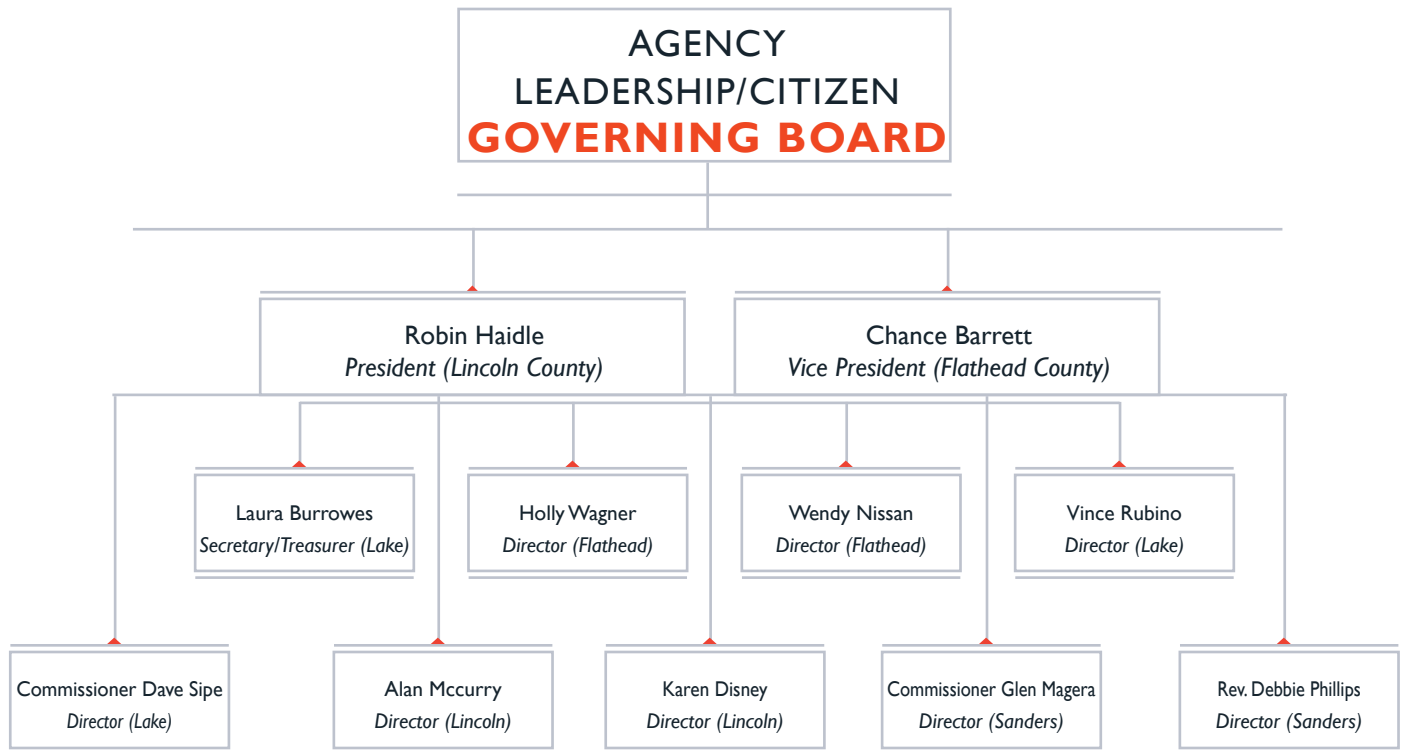 AGENCY
LEADERSHIP/CITIZEN
GOVERNING BOARD
Robin Haidle
President (Lincoln County)
Chance Barrett
Vice President (Flathead County)
Laura Burrowes
Secretary/Treasurer (Lake)
Holly Wagner
Director (Flathead)
Wendy Nissan
Director (Flathead)
Vince Rubino
Director (Lake)
Commissioner Dave Sipe
Director (Lake)
Alan Mccurry
Director (Lincoln)
Karen Disney
Director (Lincoln)
Commissioner Glen Magera
Director (Sanders)
Rev. Debbie Phillips
Director (Sanders)